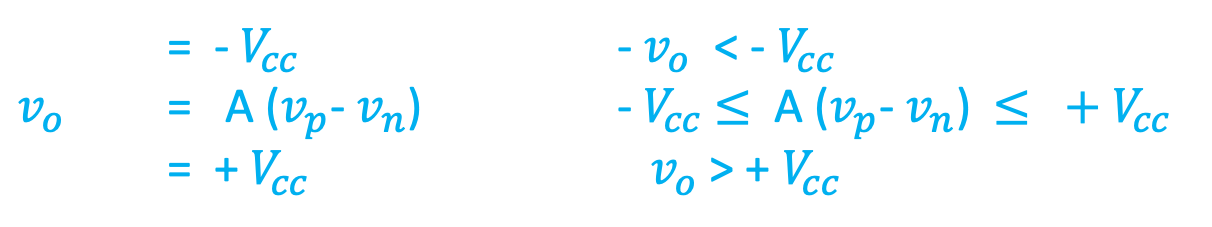 = - V_cc - v_o < - V_cc
v_o = A (v_p - v_n) - V_cc ≤ A (v_p - v_n) ≤ + V_cc
= + V_cc v_o > + V_cc